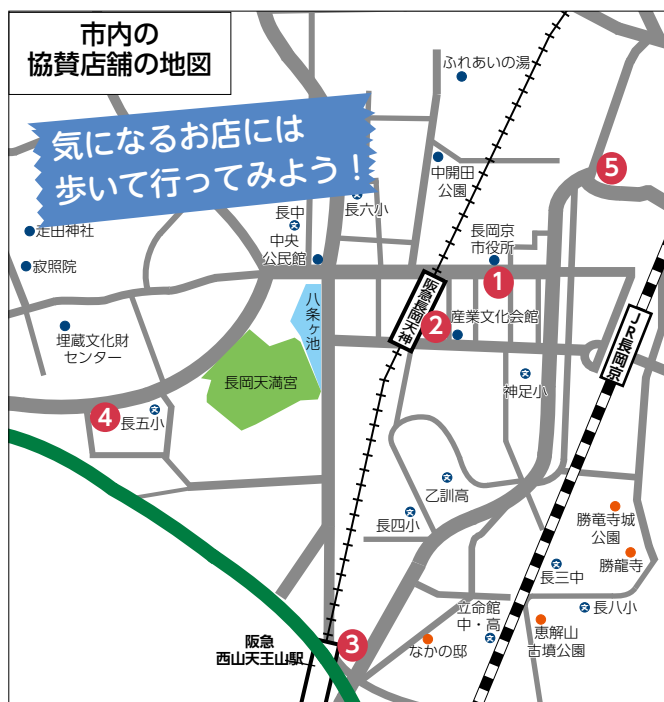 市内の
協賛店舗の地図
気になるお店には
歩いて行ってみよう！
ふれあいの湯
中開田
公園
5
長六小
長中
中央
公民館
走田神社
寂照院
長岡京
市役所
1
阪急長岡天神
2
産業文化会館
JR長岡京
八条ヶ池
埋蔵文化財
センター
長岡天満宮
神足小
4
長五小
乙訓高
長四小
勝竜寺城
公園
勝龍寺
長三中
長八小
立命館
中・高
恵解山
古墳公園
なかの邸
3
阪急
西山天王山駅